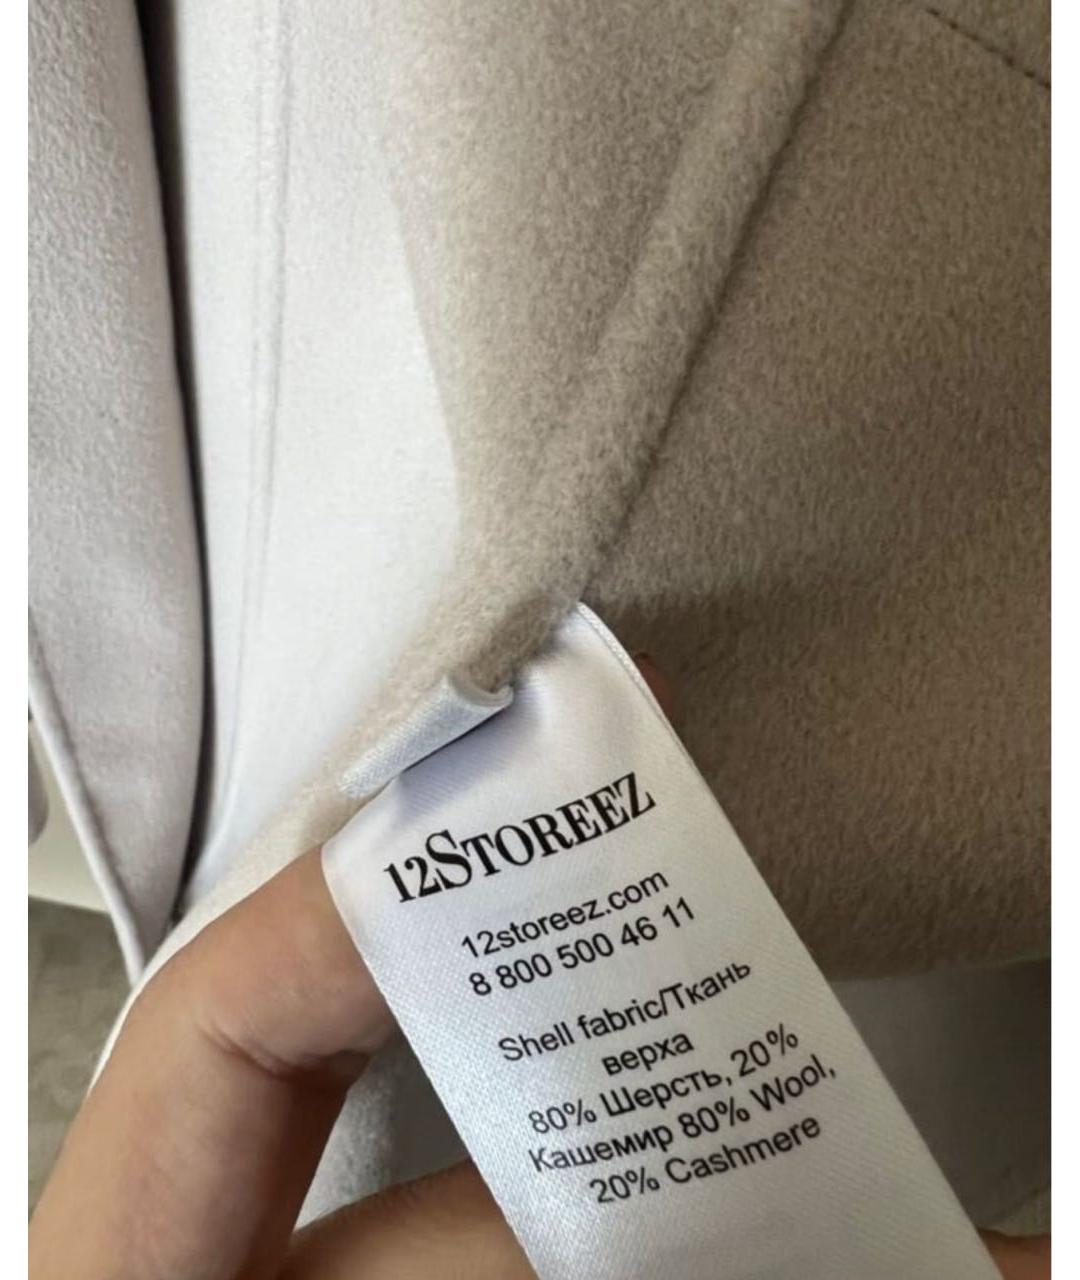 12STOREEZ
12storeez.com
8 800 500 46 11
Shell fabric/Ткань
верха
80% Шерсть, 20%
Кашемир 80% Wool,
20% Cashmere